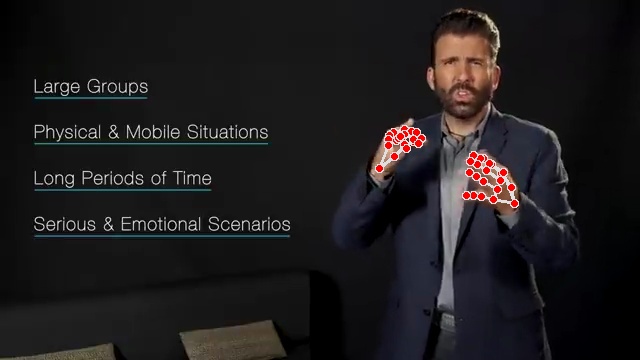 Large Groups
Physical & Mobile Situations
Long Periods of Time
Serious & Emotional Scenarios